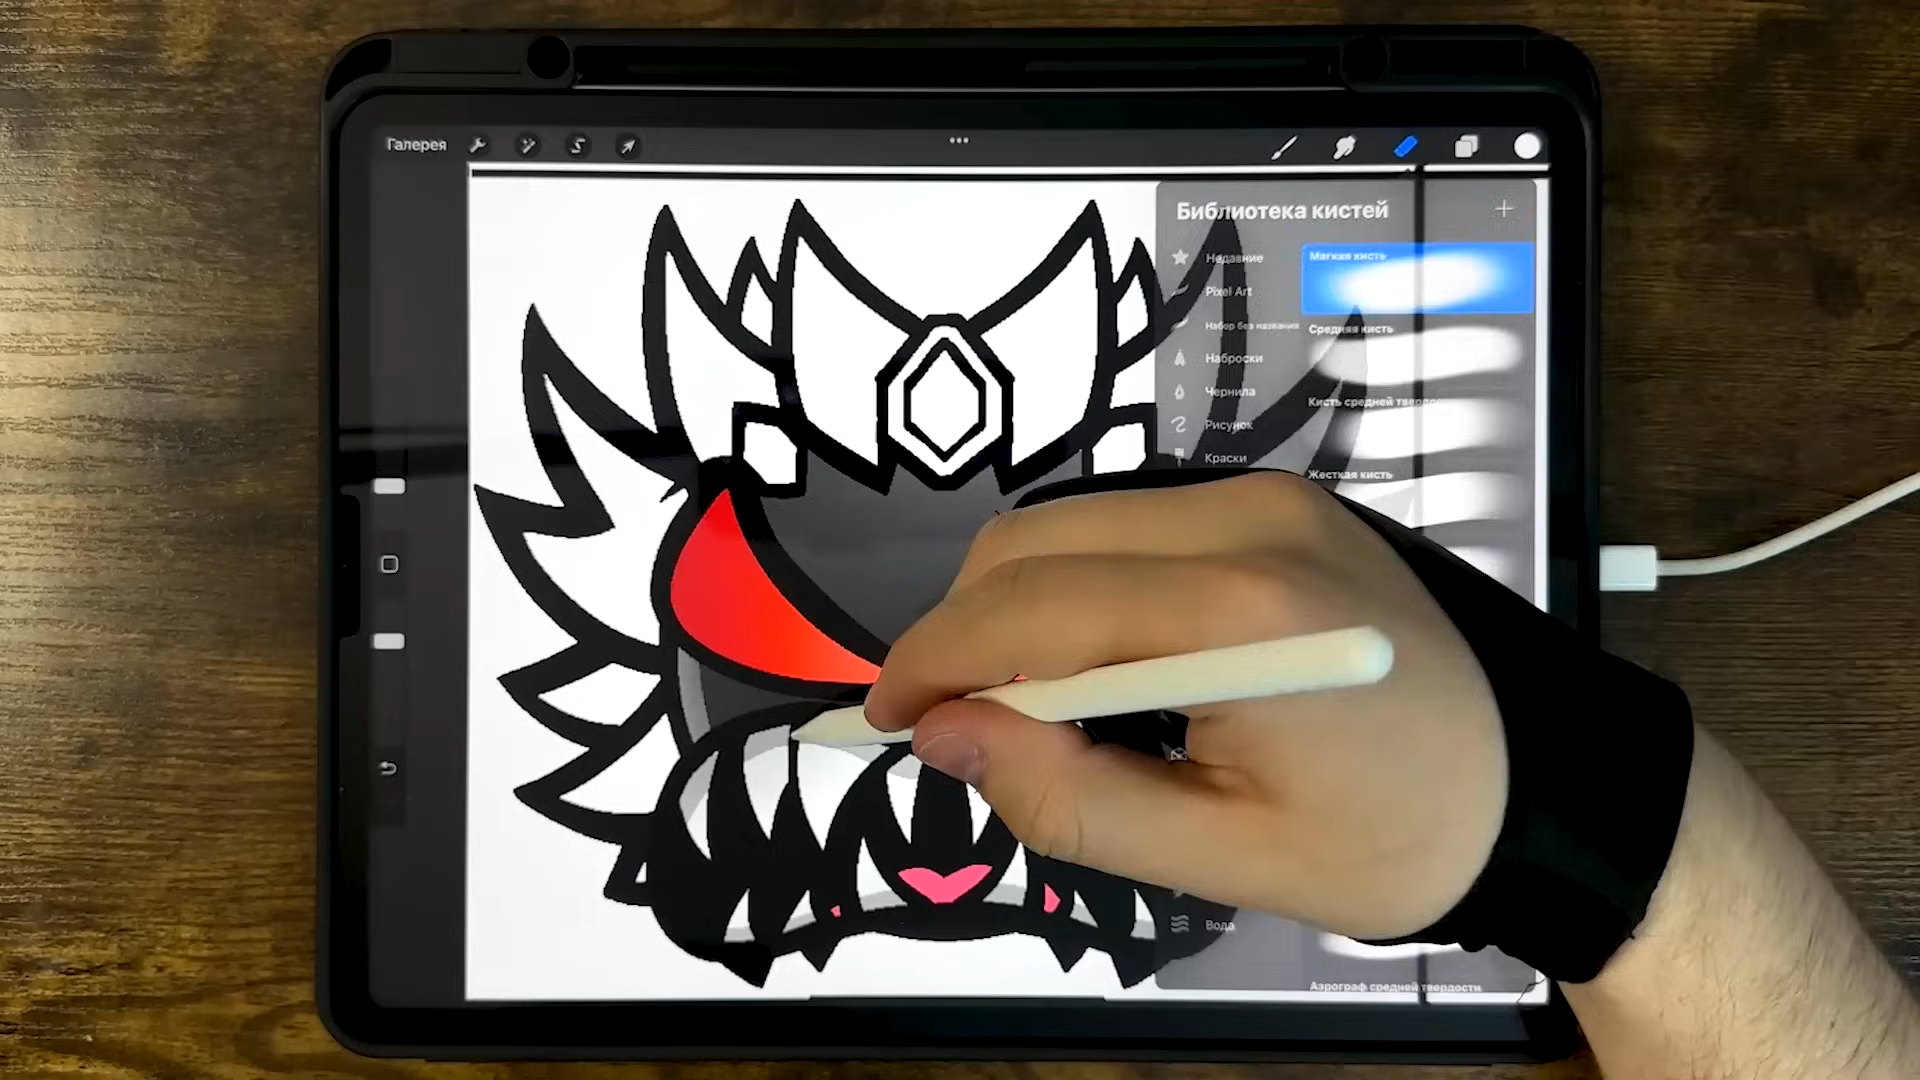 Галерея
Библиотека кистей
Недавние
Pixel Art
Набор без названия
Наброски
Чернила
Рисунок
Краски
Вода
Мягкая кисть
Средняя кисть
Кисть средней твердо
Жесткая кисть
Аэрограф средней твердости